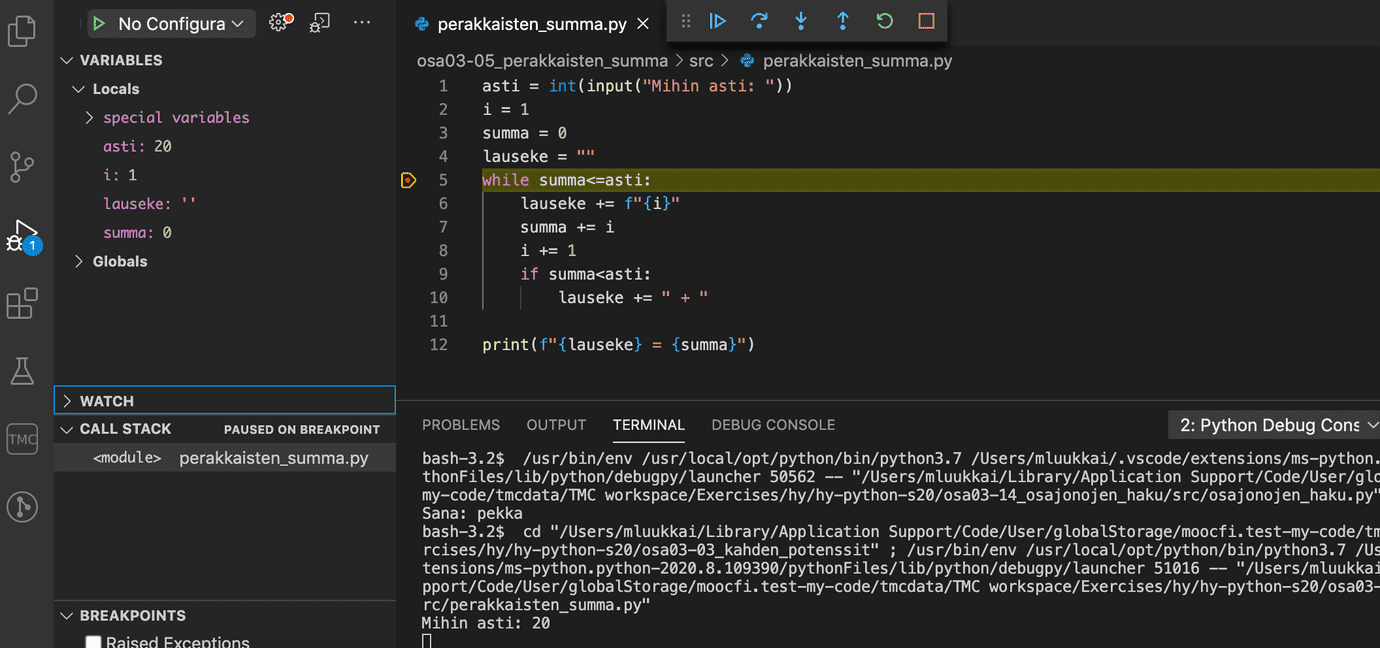 No Configura
VARIABLES
Locals
special variables
asti: 20
i: 1
lauseke: ''
summa: 0
Globals
1
TMC
WATCH
CALL STACK PAUSED ON BREAKPOINT
<module> perakkaisten_summa.py
BREAKPOINTS
Raised Exceptions
perakkaisten_summa.py
osa03-05_perakkaisten_summa > src > perakkaisten_summa.py
1 asti = int(input("Mihin asti: "))
2 i = 1
3 summa = 0
4 lauseke = ""
5 while summa<=asti:
6 lauseke += f"{i}"
7 summa += i
8 i += 1
9 if summa<asti:
10 lauseke += " + "
11
12 print(f"{lauseke} = {summa}")
PROBLEMS OUTPUT TERMINAL DEBUG CONSOLE 2: Python Debug Cons
bash-3.2$ /usr/bin/env /usr/local/opt/python/bin/python3.7 /Users/mluukkai/.vscode/extensions/ms-python.
thonFiles/lib/python/debugpy/launcher 50562 -- "/Users/mluukkai/Library/Application Support/Code/User/glo
my-code/tmcdata/TMC workspace/Exercises/hy/hy-python-s20/osa03-14_osajonojen_haku/src/osajonojen_haku.py"
Sana: pekka
bash-3.2$ cd "/Users/mluukkai/Library/Application Support/Code/User/globalStorage/moocfi.test-my-code/tm
rcises/hy/hy-python-s20/osa03-03_kahden_potenssit" ; /usr/bin/env /usr/local/opt/python/bin/python3.7 /Us
tensions/ms-python.python-2020.8.109390/pythonFiles/lib/python/debugpy/launcher 51016 -- "/Users/mluukkai
pport/Code/User/globalStorage/moocfi.test-my-code/tmcdata/TMC workspace/Exercises/hy/hy-python-s20/osa03-
rc/perakkaisten_summa.py"
Mihin asti: 20